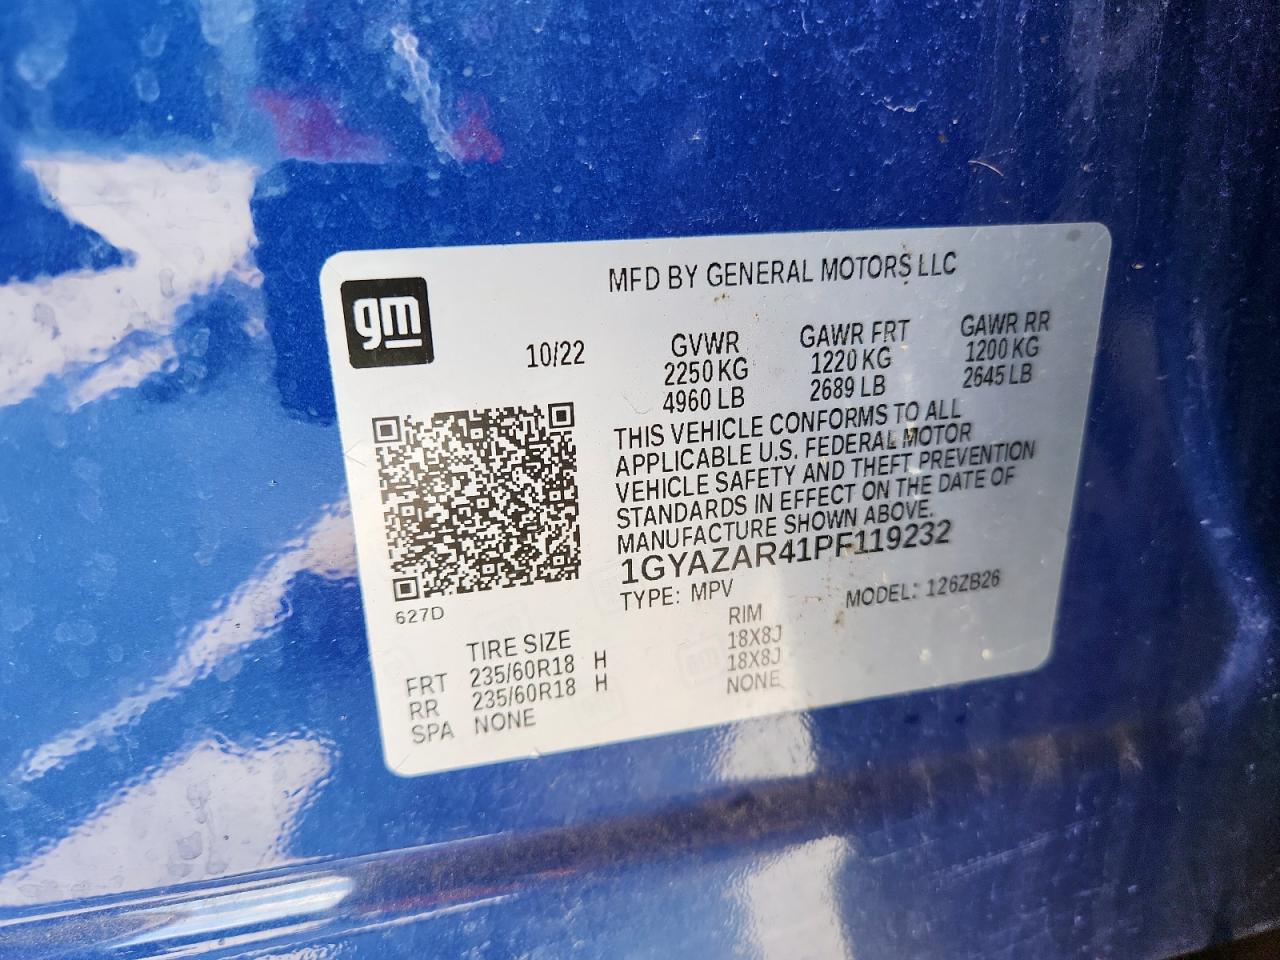 gm
MFD BY GENERAL MOTORS LLC
10/22
GVWR GAWR FRT GAWR RR
2250 KG 1220 KG 1200 KG
4960 LB 2689 LB 2645 LB
THIS VEHICLE CONFORMS TO ALL
APPLICABLE U.S. FEDERAL MOTOR
VEHICLE SAFETY AND THEFT PREVENTION
STANDARDS IN EFFECT ON THE DATE OF
MANUFACTURE SHOWN ABOVE.
1GYAZAR41PF119232
TYPE: MPV MODEL: 126ZB26
627D
TIRE SIZE RIM
FRT 235/60R18 H 18X8J
RR 235/60R18 H 18X8J
SPA NONE NONE